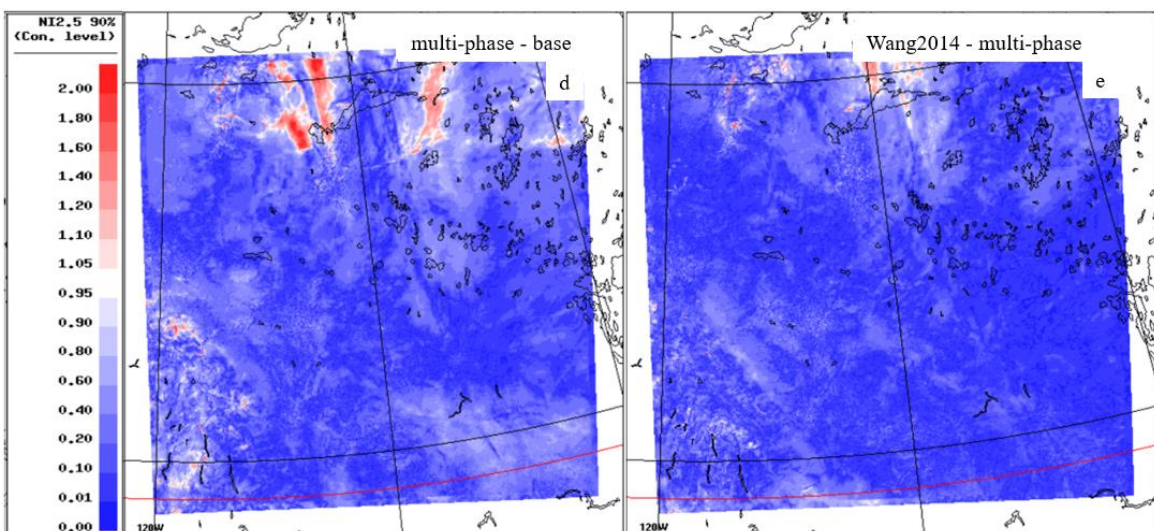 NI2.5 90%
(Con. level)
2.00
1.80
1.60
1.40
1.20
1.10
1.05
0.95
0.90
0.80
0.60
0.40
0.20
0.10
0.01
0.00
multi-phase - base
d
120W
Wang2014 - multi-phase
e
120W